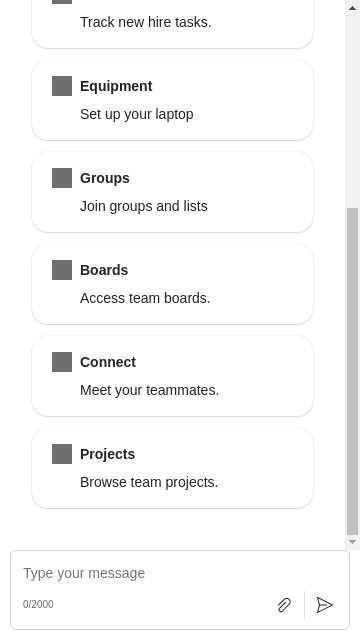 Track new hire tasks.
Equipment
Set up your laptop
Groups
Join groups and lists
Boards
Access team boards.
Connect
Meet your teammates.
Projects
Browse team projects.
Type your message
0/2000